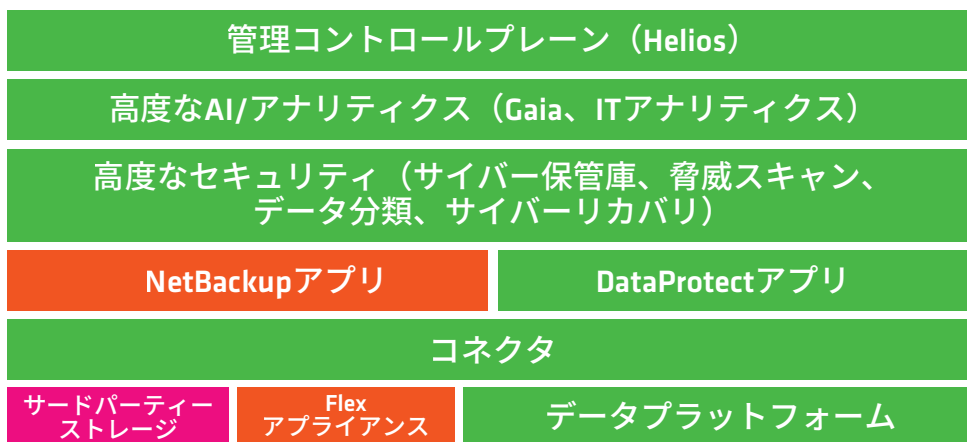 管理コントロールプレーン（Helios）
高度なAI/アナリティクス（Gaia、ITアナリティクス）
高度なセキュリティ（サイバー保管庫、脅威スキャン、
データ分類、サイバーリカバリ）
NetBackupアプリ
DataProtectアプリ
コネクタ
サードパーティー
ストレージ
Flex
アプライアンス
データプラットフォーム